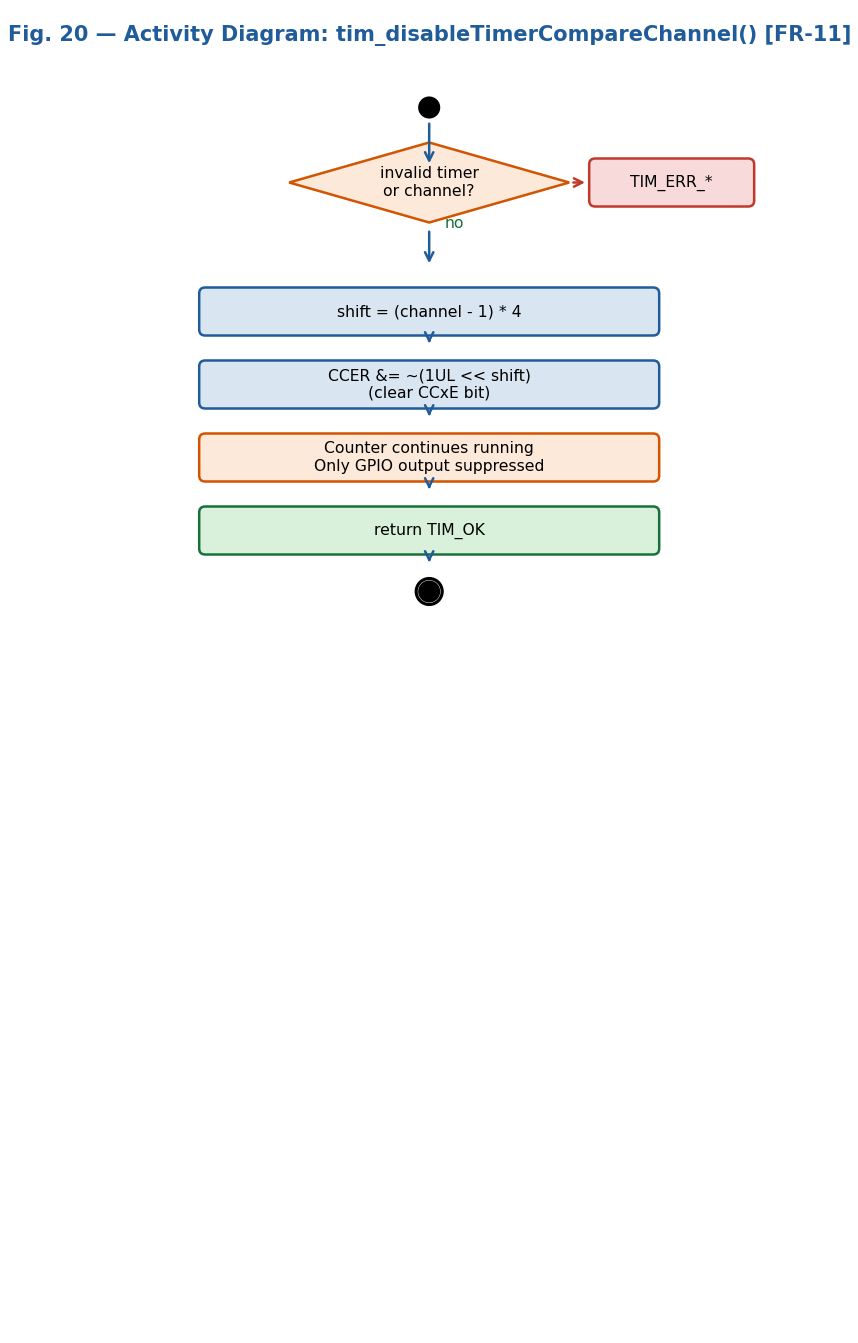 Fig. 20 — Activity Diagram: tim_disableTimerCompareChannel() [FR-11]
invalid timer
or channel?
TIM_ERR_*
no
shift = (channel - 1) * 4
CCER &= ~(1UL << shift)
(clear CCxE bit)
Counter continues running
Only GPIO output suppressed
return TIM_OK